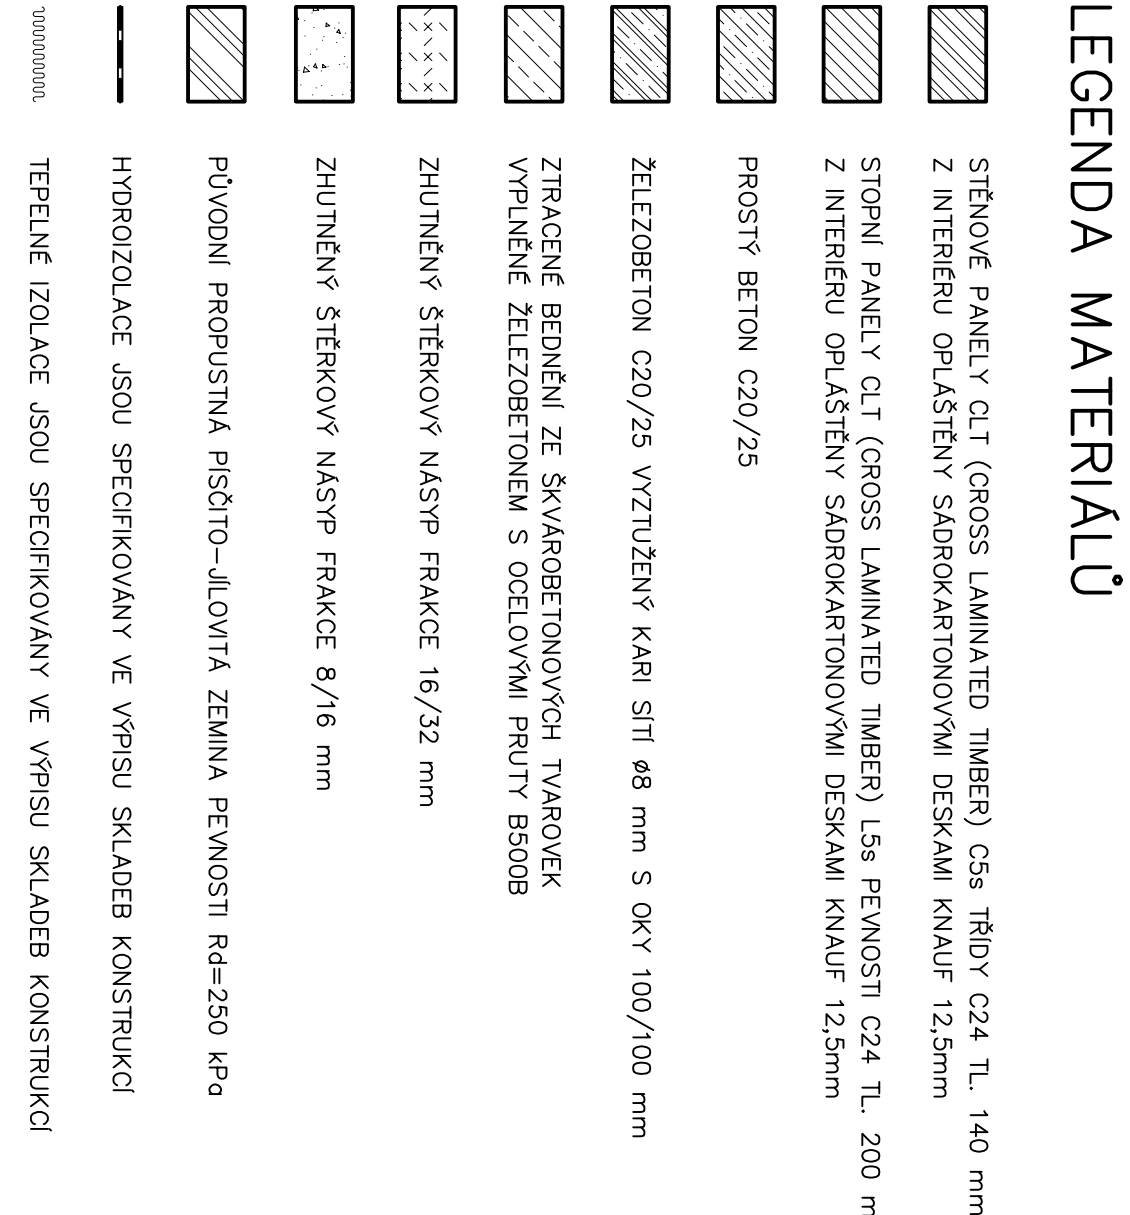 LEGENDA MATERIÁLŮ
STĚNOVÉ PANELY CLT (CROSS LAMINATED TIMBER) C5s TŘÍDY C24 TL. 140 mm
Z INTERIÉRU OPLÁŠTĚNY SÁDROKARTONOVÝMI DESKAMI KNAUF 12,5mm
STOPNÍ PANELY CLT (CROSS LAMINATED TIMBER) L5s PEVNOSTI C24 TL. 200 m
Z INTERIÉRU OPLÁŠTĚNY SÁDROKARTONOVÝMI DESKAMI KNAUF 12,5mm
PROSTÝ BETON C20/25
ŽELEZOBETON C20/25 VYZTUŽENÝ KARI SÍTÍ ø8 mm S OKY 100/100 mm
ZTRACENÉ BEDNĚNÍ ZE ŠKVÁROBETONOVÝCH TVAROVEK
VYPLNĚNÉ ŽELEZOBETONEM S OCELOVÝMI PRUTY B500B
ZHUTNĚNÝ ŠTĚRKOVÝ NÁSYP FRAKCE 16/32 mm
ZHUTNĚNÝ ŠTĚRKOVÝ NÁSYP FRAKCE 8/16 mm
PŮVODNÍ PROPUSTNÁ PÍSČITO-JÍLOVITÁ ZEMINA PEVNOSTI Rd=250 kPa
HYDROIZOLACE JSOU SPECIFIKOVÁNY VE VÝPISU SKLADEB KONSTRUKCÍ
TEPELNÉ IZOLACE JSOU SPECIFIKOVÁNY VE VÝPISU SKLADEB KONSTRUKCÍ